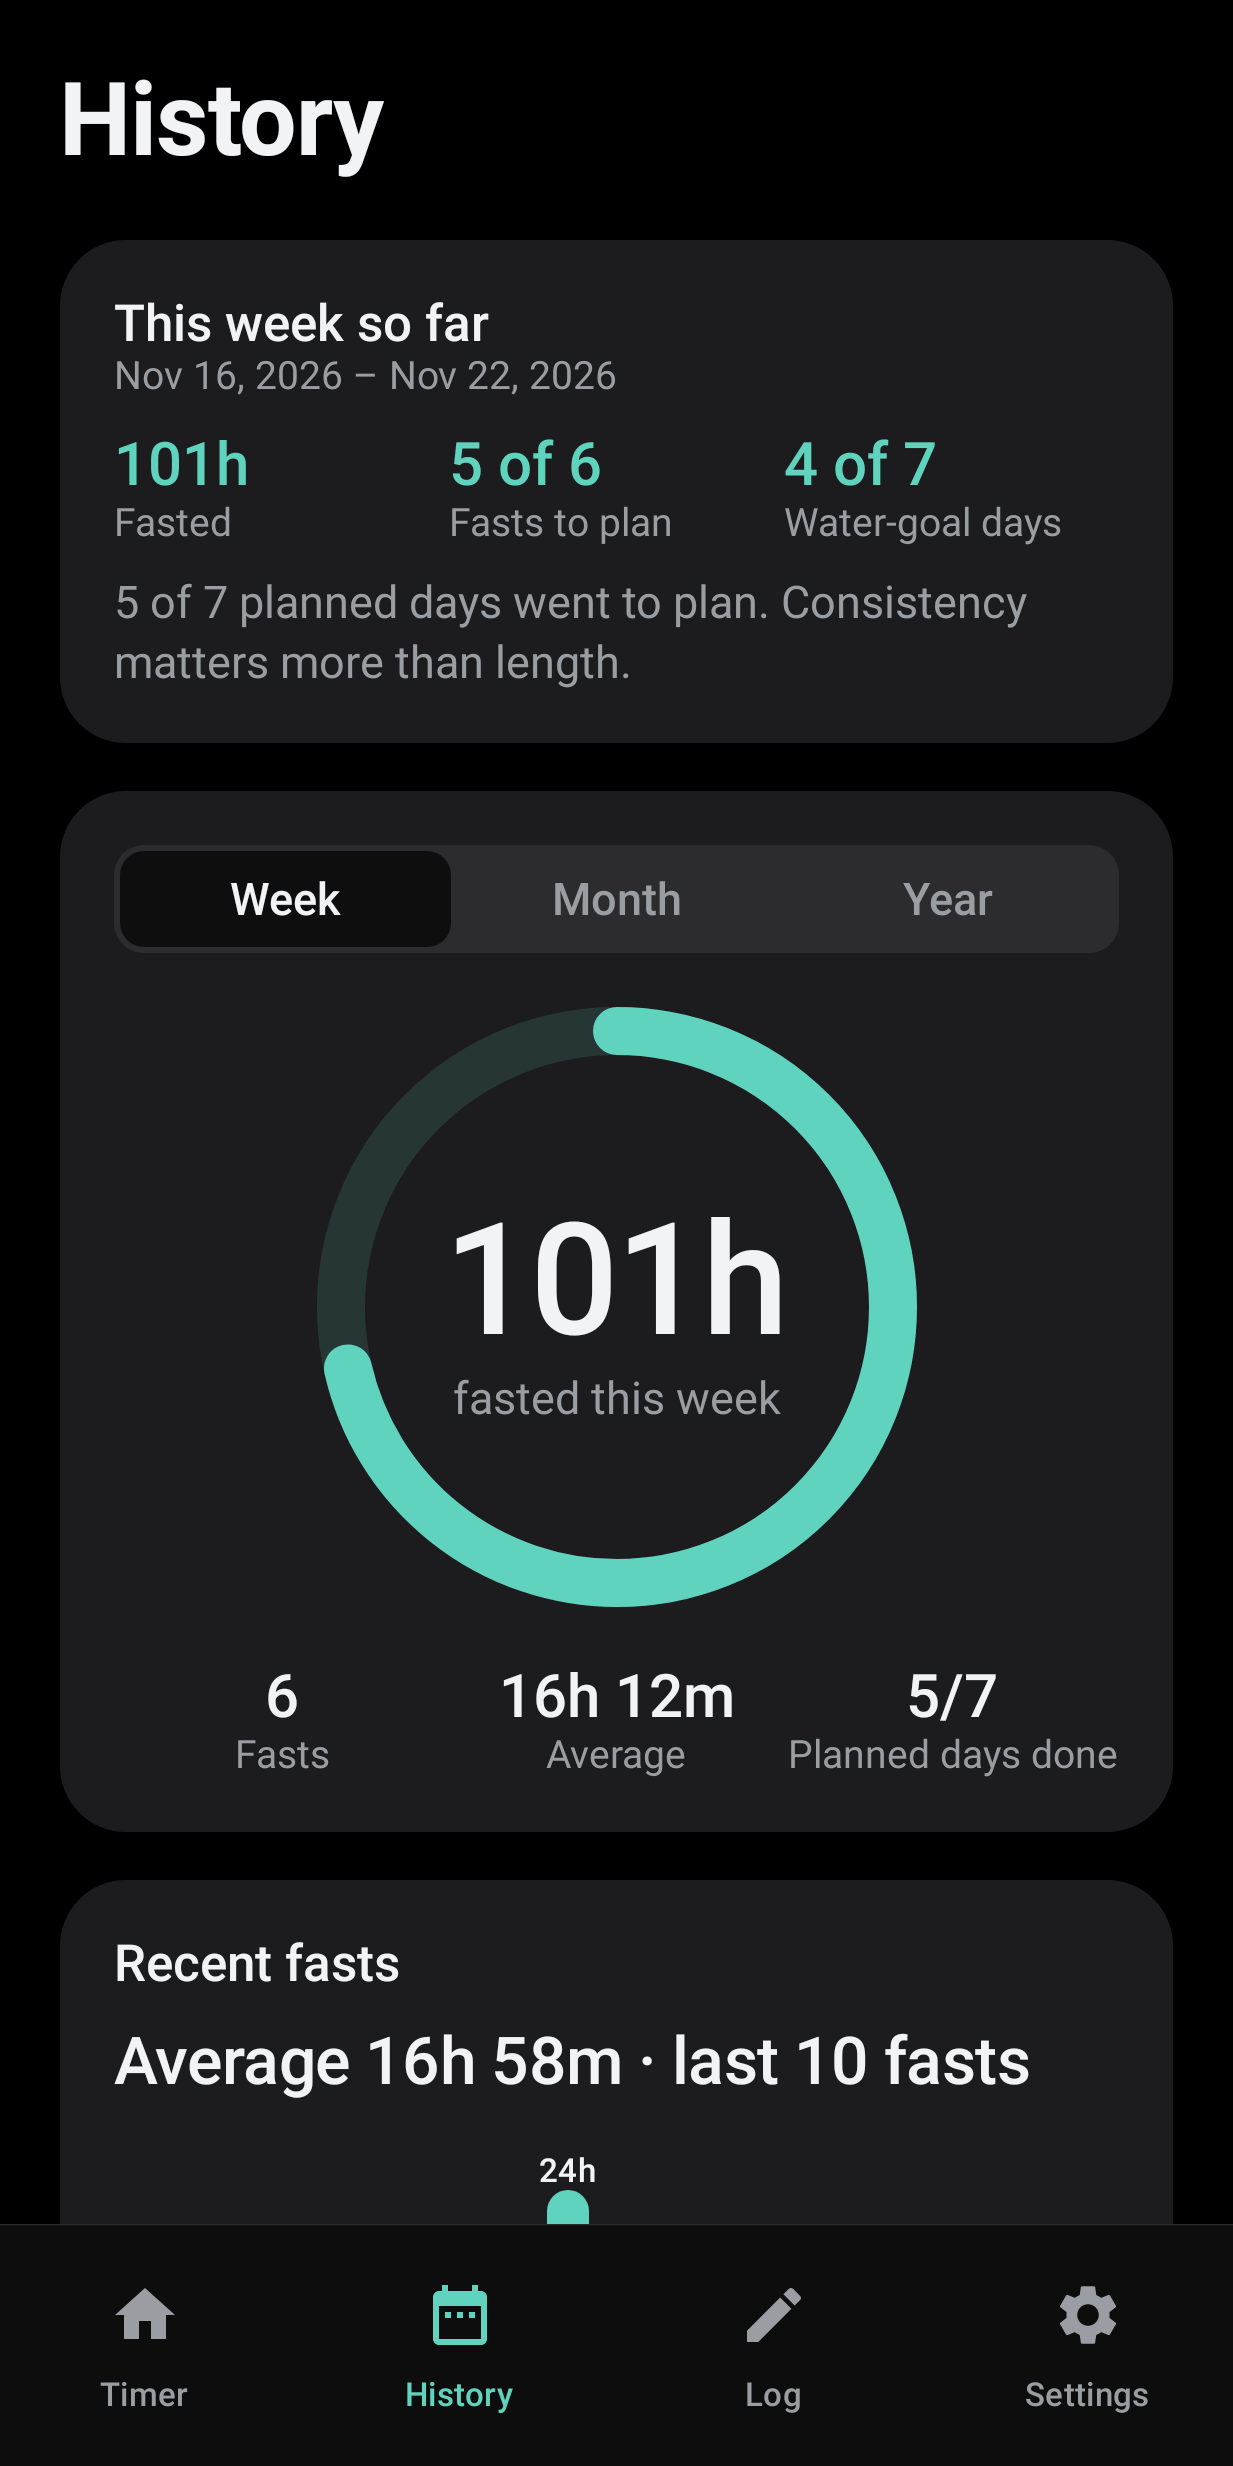 History
This week so far
Nov 16, 2026 – Nov 22, 2026
101h
Fasted
5 of 6
Fasts to plan
4 of 7
Water-goal days
5 of 7 planned days went to plan. Consistency
matters more than length.
Week
Month
Year
101h
fasted this week
6
Fasts
16h 12m
Average
5/7
Planned days done
Recent fasts
Average 16h 58m · last 10 fasts
24h
Timer
History
Log
Settings